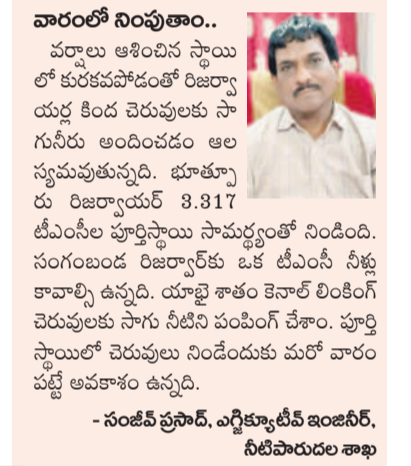 వారంలో నింపుతాం..
వర్షాలు ఆశించిన స్థాయి
లో కురకవపోడంతో రిజర్వా
యర్ల కింద చెరువులకు సా
గునీరు అందించడం ఆల
స్యమవుతున్నది. భూత్పూ
రు రిజర్వాయర్ 3.317
టీఎంసీల పూర్తిస్థాయి సామర్థ్యంతో నిండింది.
సంగంబండ రిజర్వార్‌కు ఒక టీఎంసీ నీళ్లు
కావాల్సి ఉన్నది. యాభై శాతం కెనాల్ లింకింగ్
చెరువులకు సాగు నీటిని పంపింగ్ చేశాం. పూర్తి
స్థాయిలో చెరువులు నిండేందుకు మరో వారం
పట్టే అవకాశం ఉన్నది.
- సంజీవ్ ప్రసాద్, ఎగ్జిక్యూటీవ్ ఇంజినీర్,
నీటిపారుదల శాఖ